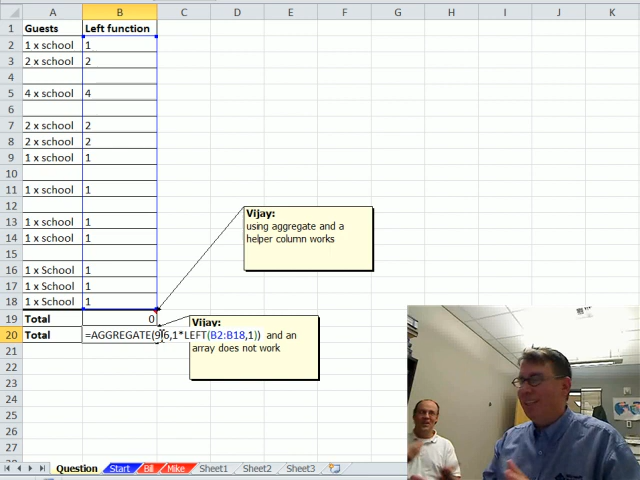 A B C D E F G H I J K
1 Guests Left function
2 1 x school 1
3 2 x school 2
4
5 4 x school 4
6
7 2 x school 2
8 2 x school 2
9 1 x school 1
10
11 1 x school 1
12
Vijay:
13 1 x school 1 using aggregate and a
14 1 x school 1 helper column works
15
16 1 x School 1
17 1 x School 1
18 1 x School 1
19 Total 0 Vijay:
20 Total =AGGREGATE(9,6,1*LEFT(B2:B18,1)) and an
21 array does not work
22
23
24
25
26
27
Question Start Bill Mike Sheet1 Sheet2 Sheet3